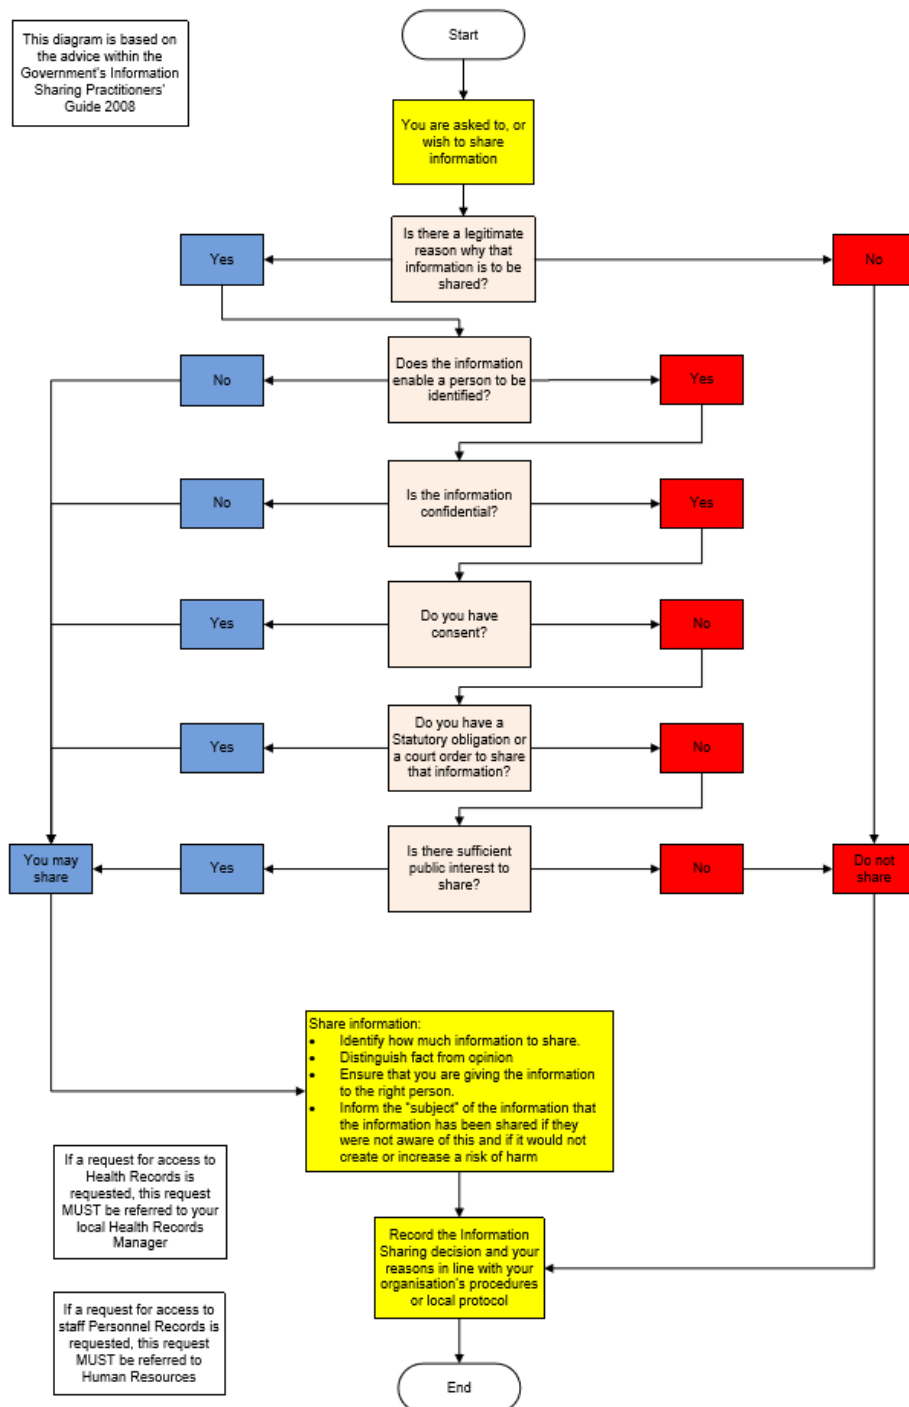 Start
This diagram is based on
the advice within the
Government's Information
Sharing Practitioners'
Guide 2008
You are asked to, or
wish to share
information
Is there a legitimate
reason why that
information is to be
shared?
Yes
No
Does the information
enable a person to be
identified?
No
Yes
Is the information
confidential?
No
Yes
Do you have
consent?
Yes
No
Do you have a
Statutory obligation or
a court order to share
that information?
Yes
No
Is there sufficient
public interest to
share?
You may
share
Yes
No
Do not
share
Share information:
• Identify how much information to share.
• Distinguish fact from opinion
• Ensure that you are giving the information
to the right person.
• Inform the "subject" of the information that
the information has been shared if they
were not aware of this and if it would not
create or increase a risk of harm
If a request for access to
Health Records is
requested, this request
MUST be referred to your
local Health Records
Manager
Record the Information
Sharing decision and your
reasons in line with your
organisation's procedures
or local protocol
If a request for access to
staff Personnel Records is
requested, this request
MUST be referred to
Human Resources
End